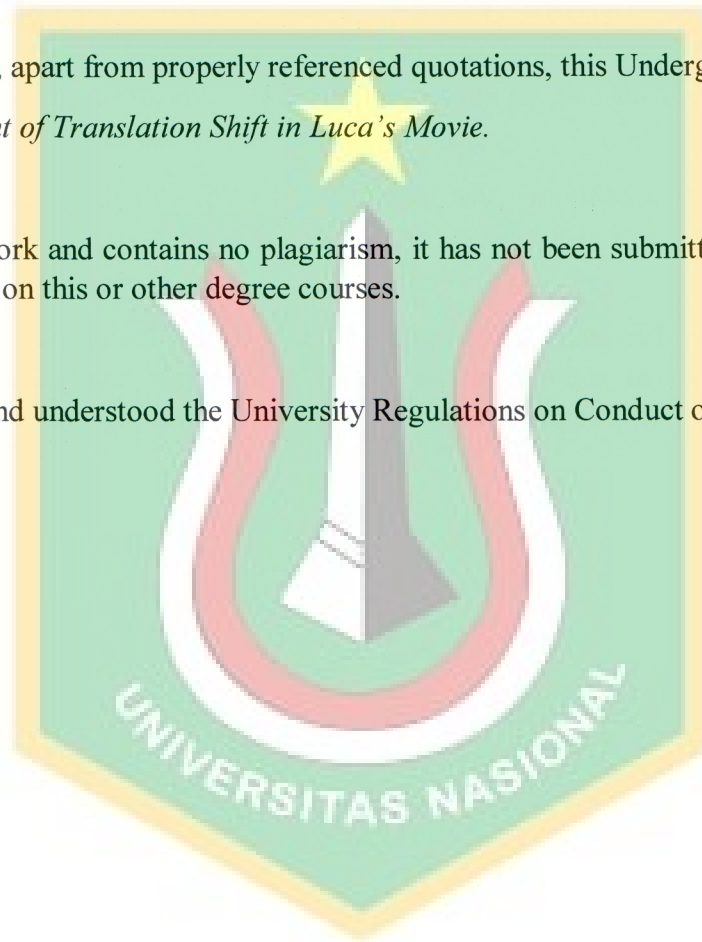 , apart from properly referenced quotations, this Underg
t of Translation Shift in Luca's Movie.
ork and contains no plagiarism, it has not been submitt
on this or other degree courses.
nd understood the University Regulations on Conduct o
UNIVERSITAS NASIONAL